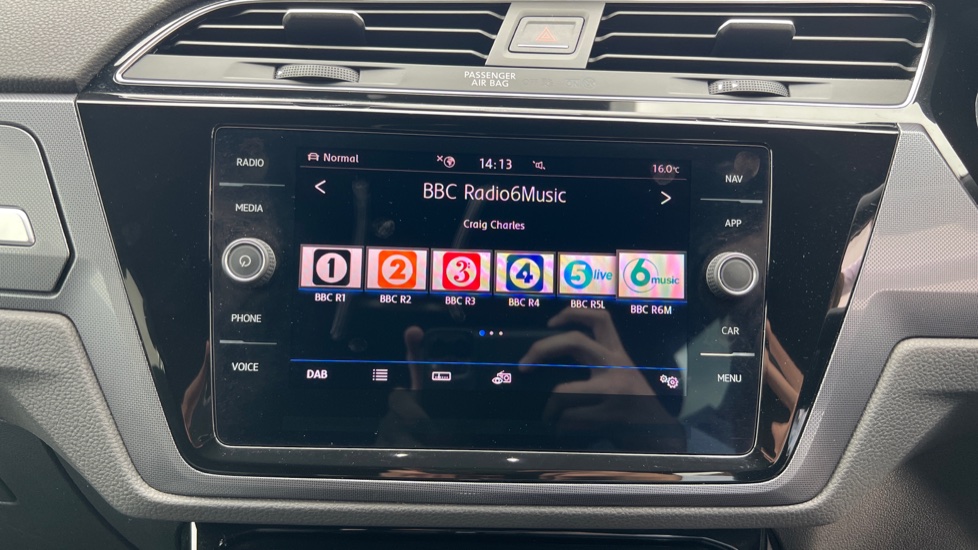 PASSENGER
AIR BAG
RADIO
MEDIA
PHONE
VOICE
Normal
14:13
16.0°C
BBC Radio6Music
Craig Charles
1
2
3
4
5 live
6 music
BBC R1
BBC R2
BBC R3
BBC R4
BBC R5L
BBC R6M
DAB
NAV
APP
CAR
MENU